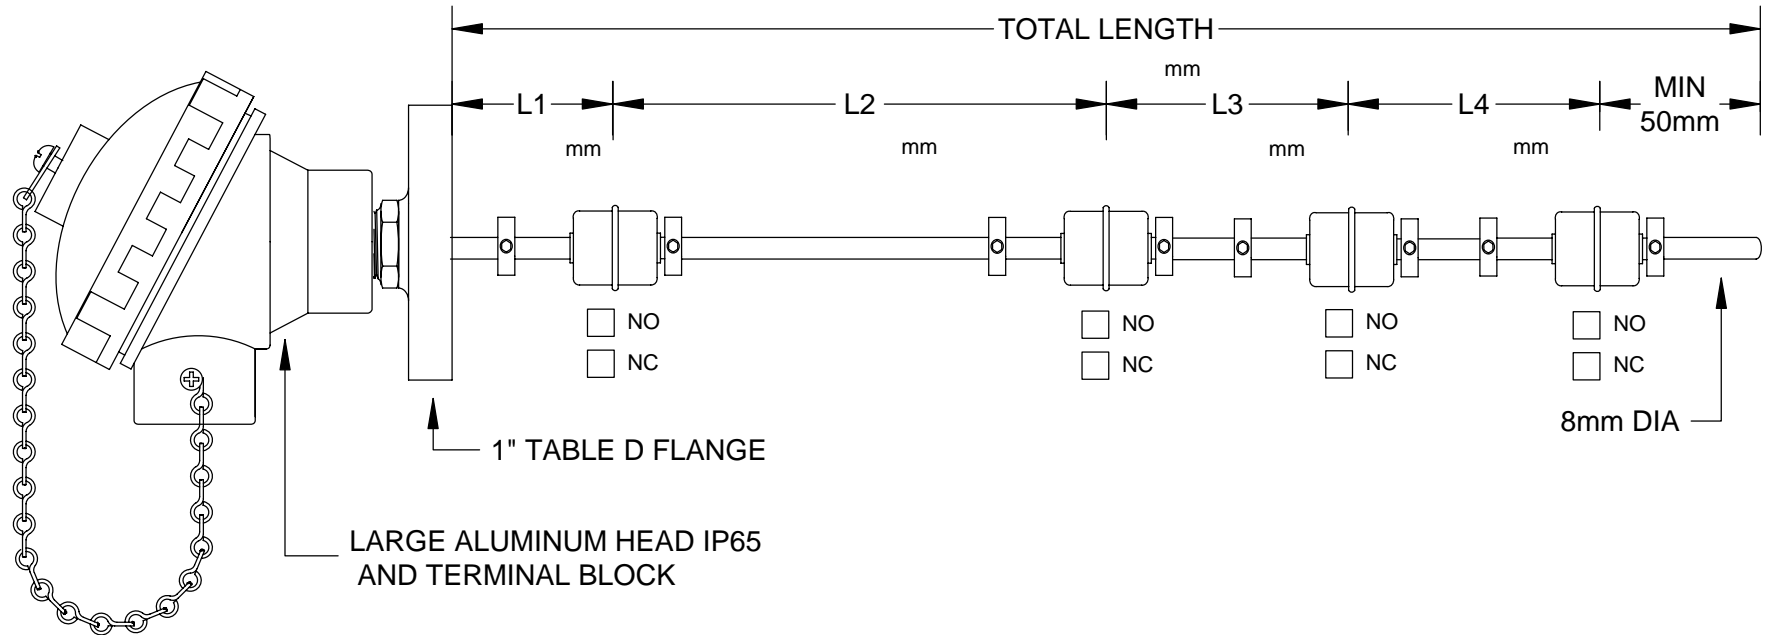 TOTAL LENGTH
mm
L1
L2
L3
L4
MIN
50mm
mm
mm
mm
mm
NO
NO
NO
NO
NC
NC
NC
NC
8mm DIA
1" TABLE D FLANGE
LARGE ALUMINUM HEAD IP65
AND TERMINAL BLOCK